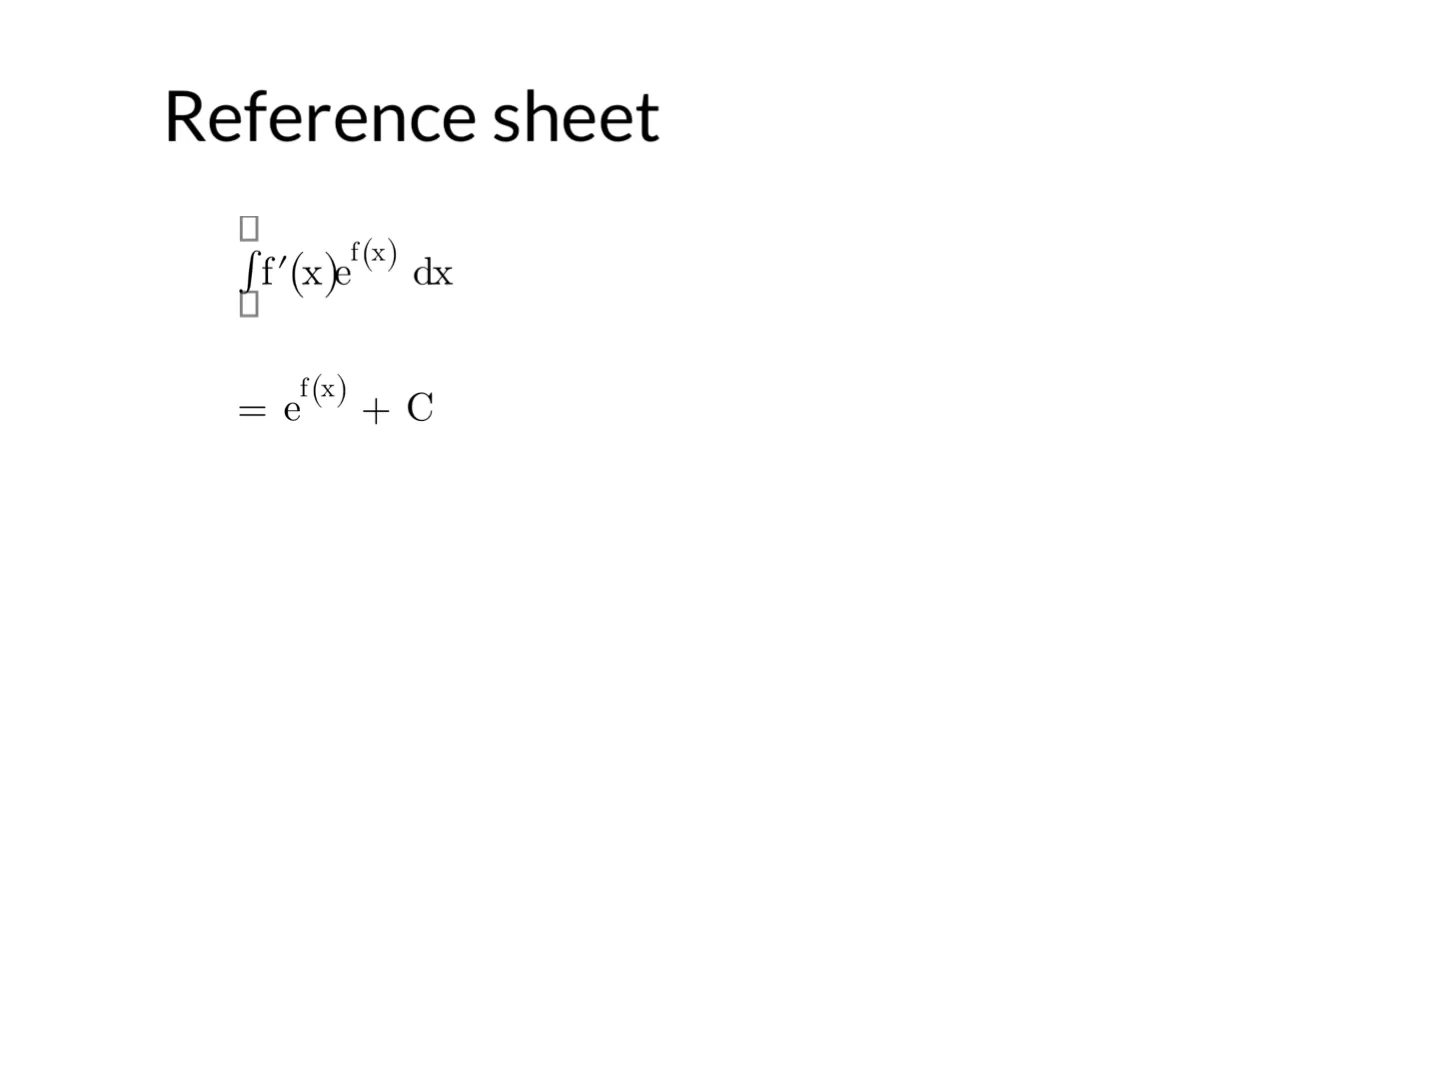 Reference sheet
∫f′(x)e^f(x) dx
= e^f(x) + C